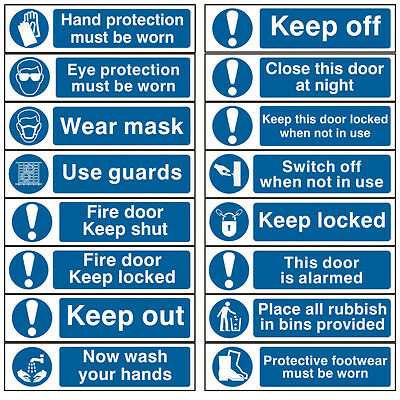 Hand protection
must be worn
Eye protection
must be worn
Wear mask
Use guards
Fire door
Keep shut
Fire door
Keep locked
Keep out
Now wash
your hands
Keep off
Close this door
at night
Keep this door locked
when not in use
Switch off
when not in use
Keep locked
This door
is alarmed
Place all rubbish
in bins provided
Protective footwear
must be worn